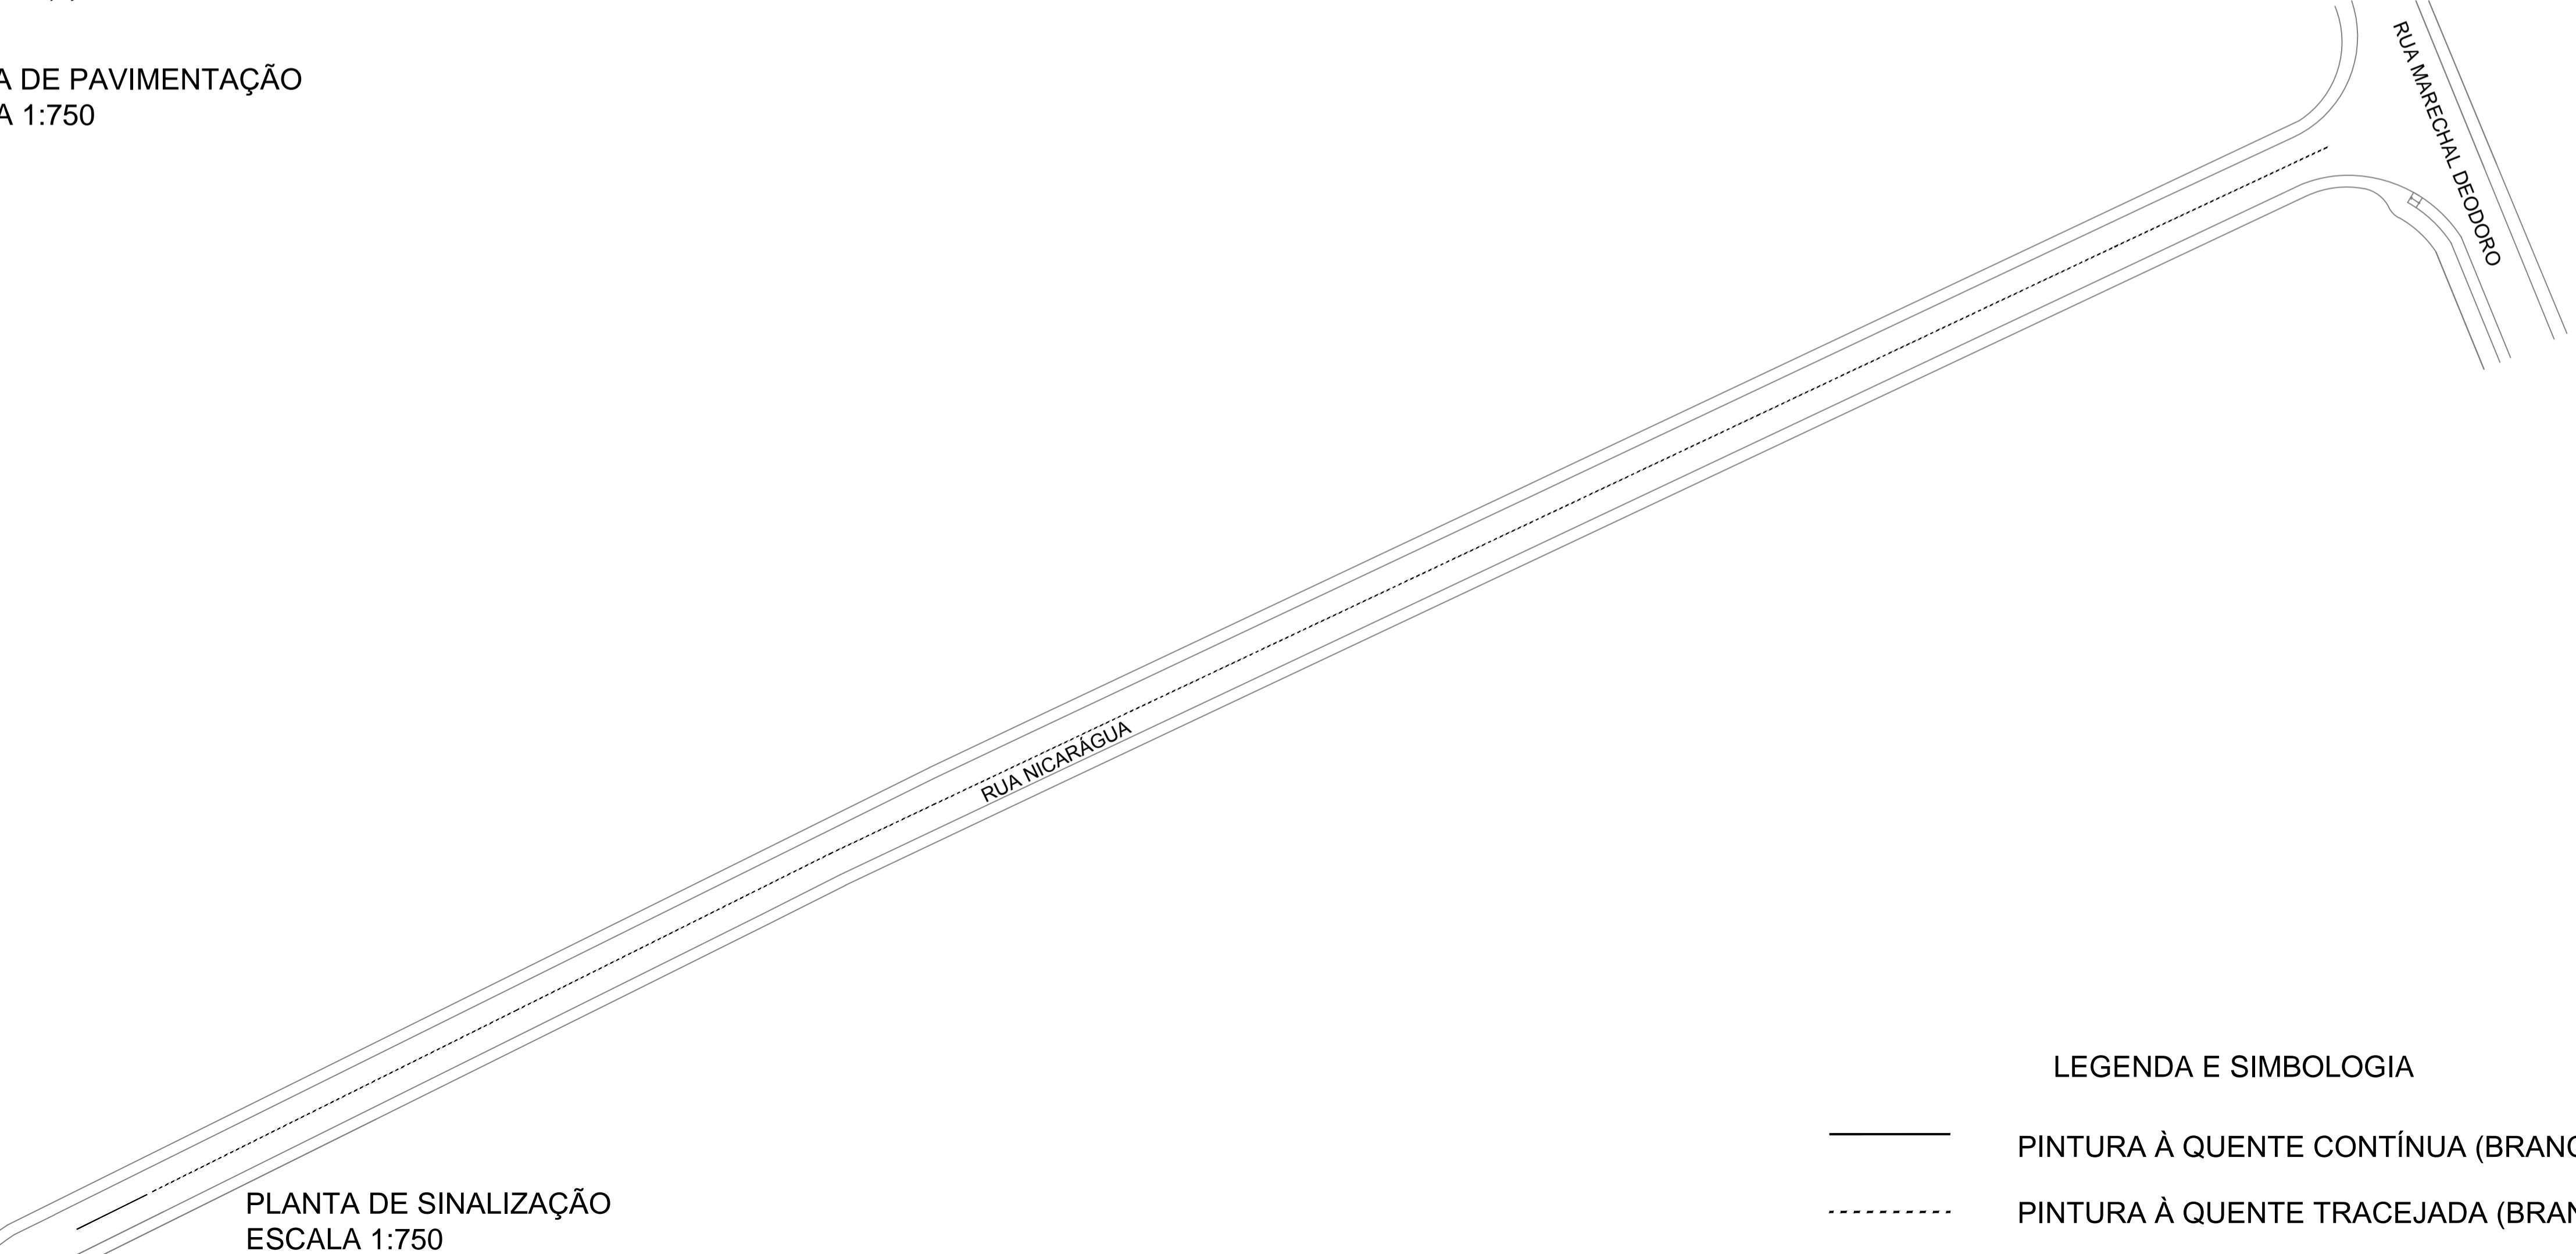 A DE PAVIMENTAÇÃO
A 1:750
RUA MARECHAL DEODORO
RUA NICARÁGUA
LEGENDA E SIMBOLOGIA
PINTURA À QUENTE CONTÍNUA (BRANC
PINTURA À QUENTE TRACEJADA (BRAN
PLANTA DE SINALIZAÇÃO
ESCALA 1:750